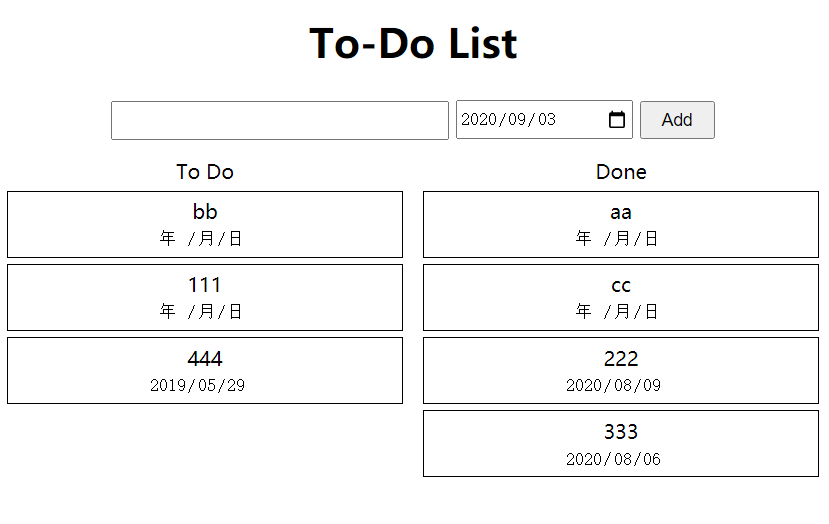 To-Do List
2020/09/03
Add
To Do
bb
年 /月/日
111
年 /月/日
444
2019/05/29
Done
aa
年 /月/日
cc
年 /月/日
222
2020/08/09
333
2020/08/06